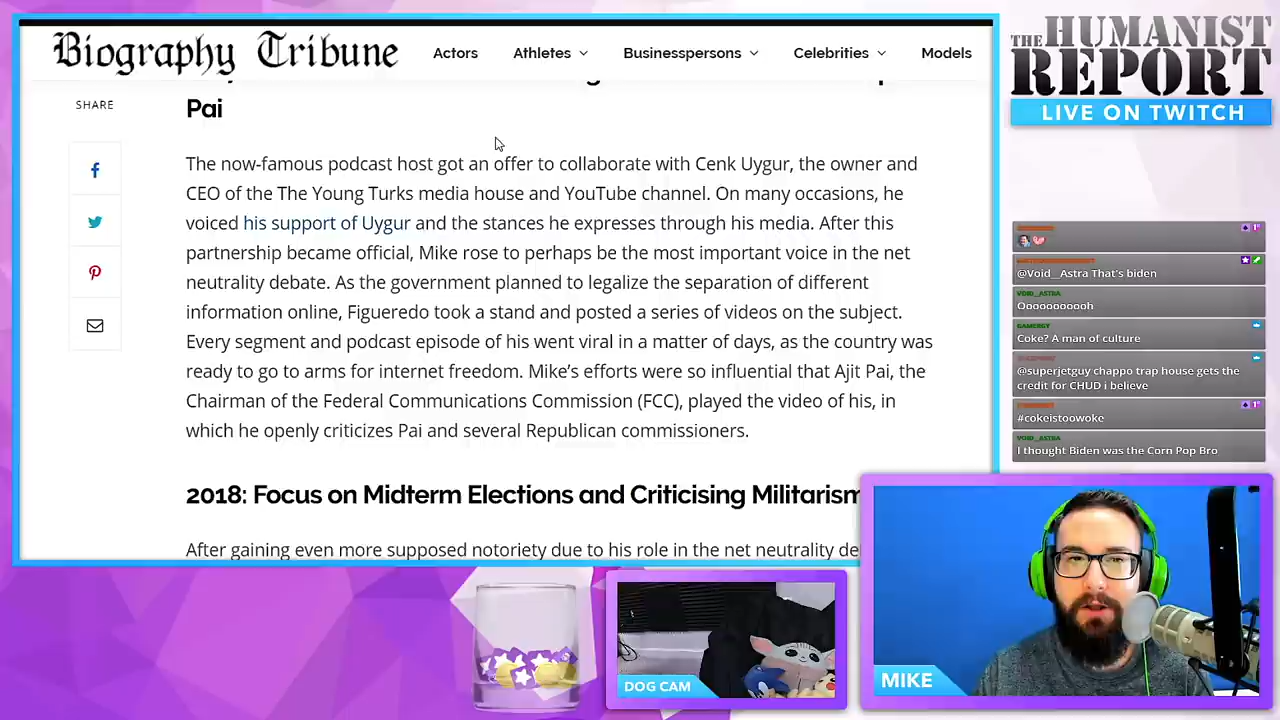 Biography Tribune
Actors
Athletes
Businesspersons
Celebrities
Models
SHARE
Pai
The now-famous podcast host got an offer to collaborate with Cenk Uygur, the owner and
CEO of the The Young Turks media house and YouTube channel. On many occasions, he
voiced his support of Uygur and the stances he expresses through his media. After this
partnership became official, Mike rose to perhaps be the most important voice in the net
neutrality debate. As the government planned to legalize the separation of different
information online, Figueredo took a stand and posted a series of videos on the subject.
Every segment and podcast episode of his went viral in a matter of days, as the country was
ready to go to arms for internet freedom. Mike's efforts were so influential that Ajit Pai, the
Chairman of the Federal Communications Commission (FCC), played the video of his, in
which he openly criticizes Pai and several Republican commissioners.
2018: Focus on Midterm Elections and Criticising Militarism
After gaining even more supposed notoriety due to his role in the net neutrality de
THE HUMANIST
REPORT
LIVE ON TWITCH
@Void_Astra That's biden
VOID_ASTRA
Ooooooooooh
Coke? A man of culture
@superjetguy chappo trap house gets the
credit for CHUD i believe
#cokeistoowoke
VOID_ASTRA
I thought Biden was the Corn Pop Bro
DOG CAM
MIKE